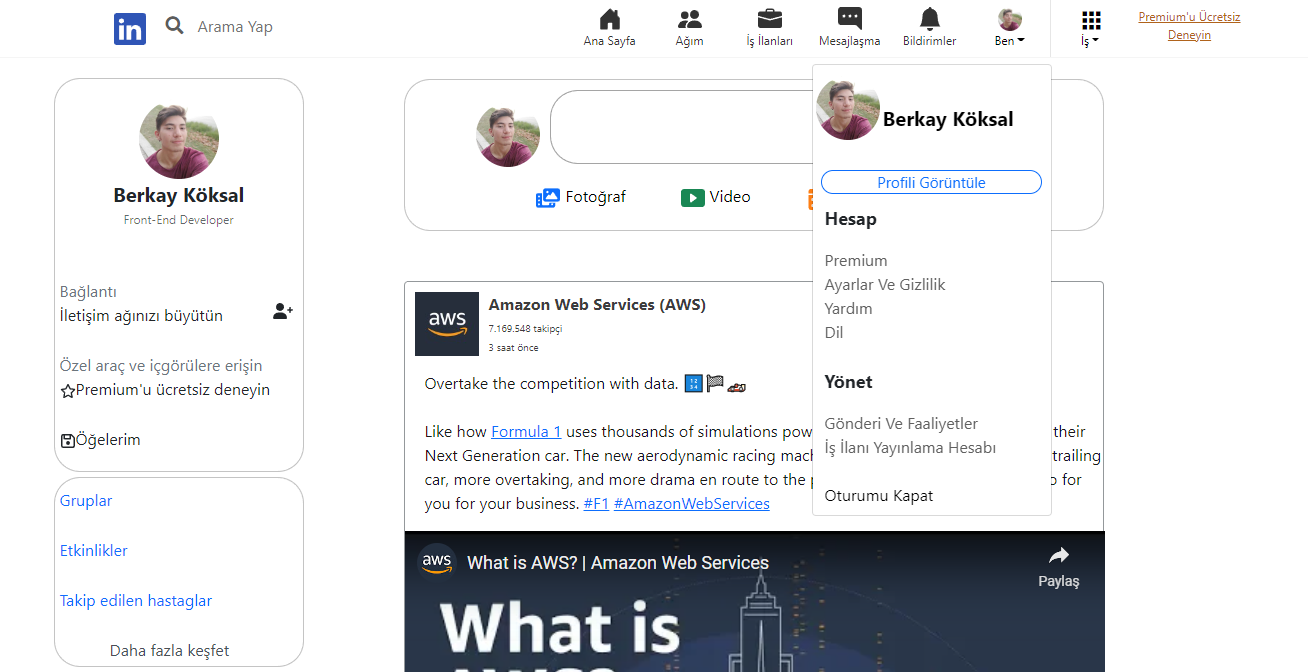 in
Arama Yap
Ana Sayfa
Ağım
İş İlanları
Mesajlaşma
Bildirimler
Ben
İş
Premium'u Ücretsiz
Deneyin
Berkay Köksal
Front-End Developer
Bağlantı
İletişim ağınızı büyütün
Özel araç ve içgörülere erişin
Premium'u ücretsiz deneyin
Öğelerim
Gruplar
Etkinlikler
Takip edilen hastaglar
Daha fazla keşfet
Fotoğraf
Video
aws
Amazon Web Services (AWS)
7.169.548 takipçi
3 saat önce
Overtake the competition with data.
Like how Formula 1 uses thousands of simulations their
Next Generation car. The new aerodynamic racing trailing
car, more overtaking, and more drama en route to the for
you for your business. #F1 #AmazonWebServices
aws
What is AWS? | Amazon Web Services
Paylaş
What is
AWS?
Berkay Köksal
Profili Görüntüle
Hesap
Premium
Ayarlar Ve Gizlilik
Yardım
Dil
Yönet
Gönderi Ve Faaliyetler
İş İlanı Yayınlama Hesabı
Oturumu Kapat